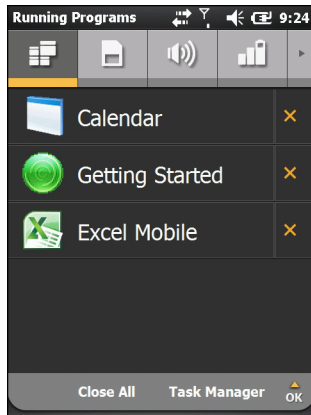 Running Programs 9:24
Calendar
Getting Started
Excel Mobile
Close All Task Manager OK